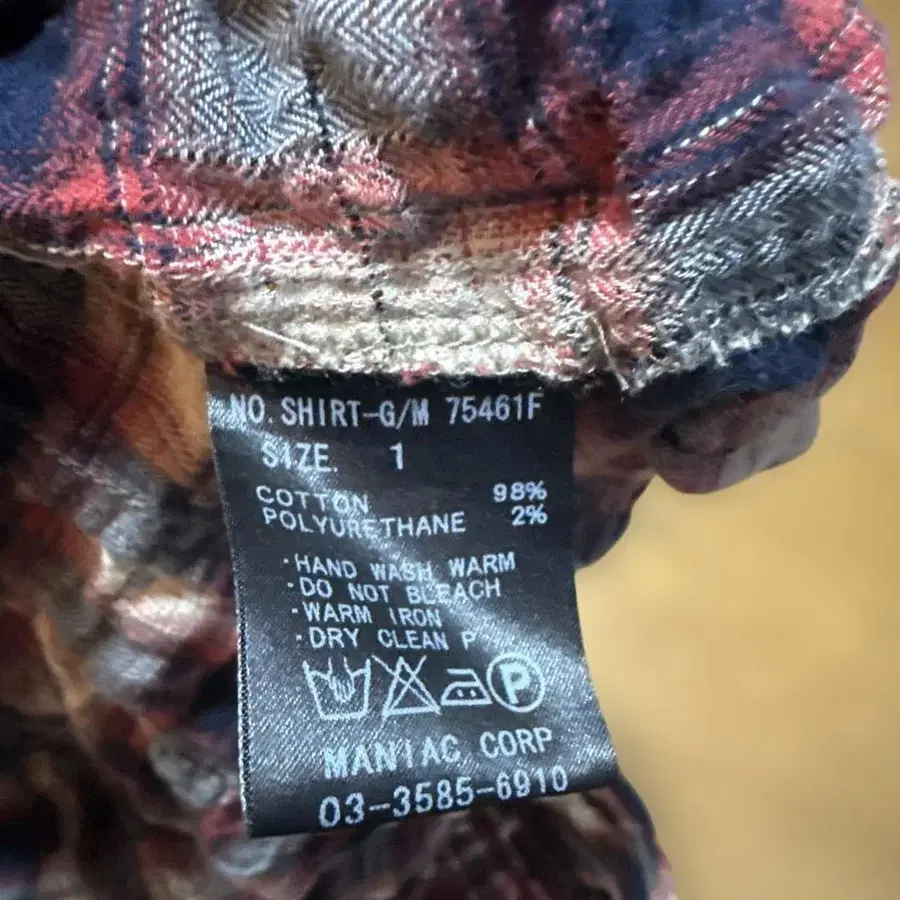 NO. SHIRT-G/M 75461F
SIZE. 1
COTTON 98%
POLYURETHANE 2%
·HAND WASH WARM
·DO NOT BLEACH
·WARM IRON
·DRY CLEAN P
P
MANIAC CORP
03-3585-6910